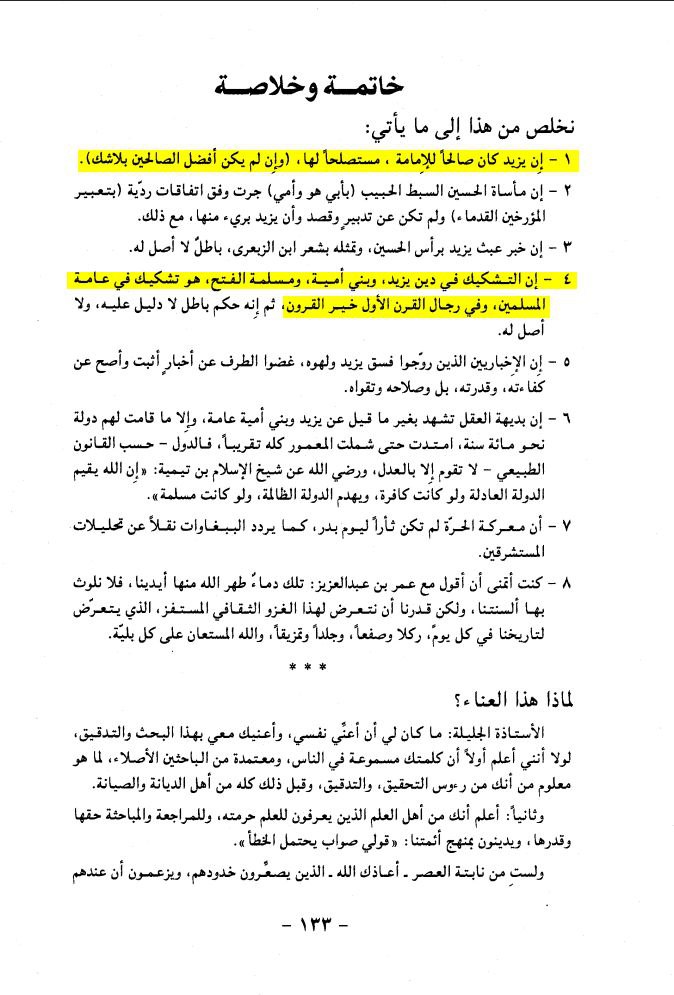 خاتمـــة وخلاصـــة
نخلص من هذا إلى ما يأتي:
١ - إن يزيد كان صالحاً للإمامة ، مستصلحاً لها، (وإن لم يكن أفضل الصالحين بلاشك).
٢ - إن مأساة الحسين السبط الحبيب (بأبي هو وأمي) جرت وفق اتفاقات رديّة (بتعبير
المؤرخين القدماء) ولم تكن عن تدبيرٍ وقصد وأن يزيد بريء منها، مع ذلك.
٣ - إن خبر عبث يزيد برأس الحسين، وتمثله بشعر ابن الزبعرى، باطلٌ لا أصل له.
٤ - إن التشكيك في دين يزيد، وبني أمية، ومسلمة الفتح، هو تشكيك في عامة
المسلمين، وفي رجال القرن الأول خير القرون، ثم إنه حكم باطل لا دليل عليه، ولا
أصل له.
٥ - إن الإخباريين الذين روّجوا فسق يزيد ولهوه، غضوا الطرف عن أخبارٍ أثبت وأصح عن
كفاءته، وقدرته، بل وصلاحه وتقواه.
٦ - إن بديهة العقل تشهد بغير ما قيل عن يزيد وبني أمية عامة، وإلا ما قامت لهم دولة
نحو مائة سنة، امتدت حتى شملت المعمور كله تقريباً، فالدول - حسب القانون
الطبيعي - لا تقوم إلا بالعدل، ورضي الله عن شيخ الإسلام بن تيمية: «إن الله يقيم
الدولة العادلة ولو كانت كافرة، ويهدم الدولة الظالمة، ولو كانت مسلمة».
٧ - أن معركة الحرّة لم تكن ثأراً ليوم بدر، كما يردد الببغاوات نقلاً عن تحليلات
المستشرقين.
٨ - كنت أتمنى أن أقول مع عمر بن عبدالعزيز: تلك دماءٌ طهر الله منها أيدينا، فلا نلوث
بها ألسنتنا، ولكن قدرنا أن نتعرض لهذا الغزو الثقافي المستفز، الذي يتعرّض
لتاريخنا في كل يومٍ، ركلا وصفعاً، وجلداً وتمزيقاً، والله المستعان على كل بليّة.
* * *
لماذا هذا العناء؟
الأستاذة الجليلة: ما كان لي أن أعنِّي نفسي، وأعنيك معي بهذا البحث والتدقيق،
لولا أنني أعلم أولاً أن كلمتك مسموعة في الناس، ومعتمدة من الباحثين الأصلاء، لما هو
معلوم من أنك من رءوس التحقيق، والتدقيق، وقبل ذلك كله من أهل الديانة والصيانة.
وثانياً: أعلم أنك من أهل العلم الذين يعرفون للعلم حرمته، وللمراجعة والمباحثة حقها
وقدرها، ويدينون بمنهج أئمتنا: «قولي صواب يحتمل الخطأ».
ولستِ من نابتة العصر ـ أعاذك الله ـ الذين يصعِّرون خدودهم، ويزعمون أن عندهم
- ١٣٣ -